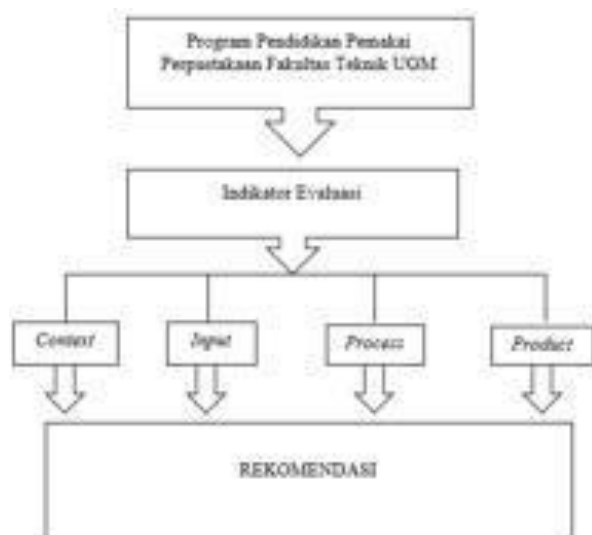 Program Pendidikan Pemakai
Perpustakaan Fakultas Teknik UGM
Indikator Evaluasi
Context
Input
Process
Product
REKOMENDASI